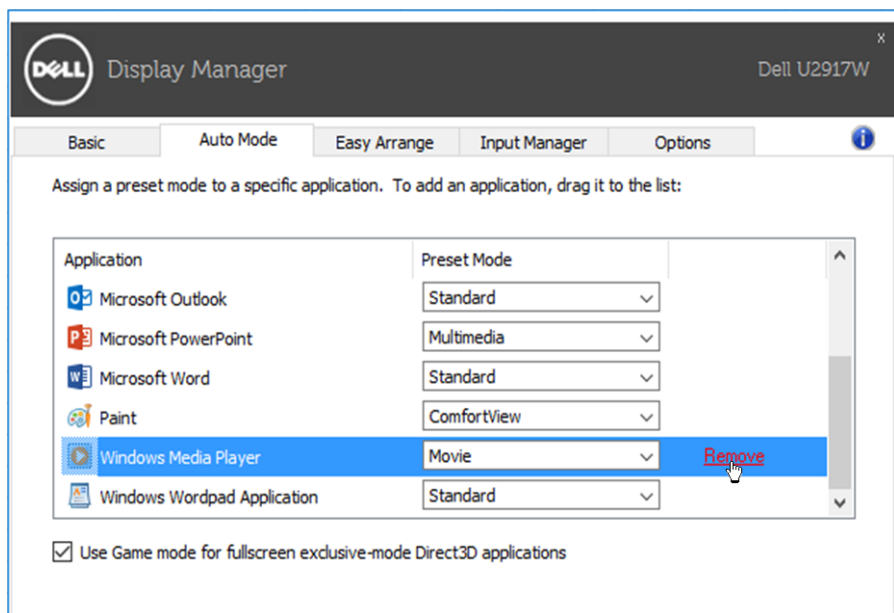 x
DELL Display Manager Dell U2917W
Basic Auto Mode Easy Arrange Input Manager Options
Assign a preset mode to a specific application. To add an application, drag it to the list:
Application Preset Mode
Microsoft Outlook Standard
Microsoft PowerPoint Multimedia
Microsoft Word Standard
Paint ComfortView
Windows Media Player Movie Remove
Windows Wordpad Application Standard
Use Game mode for fullscreen exclusive-mode Direct3D applications